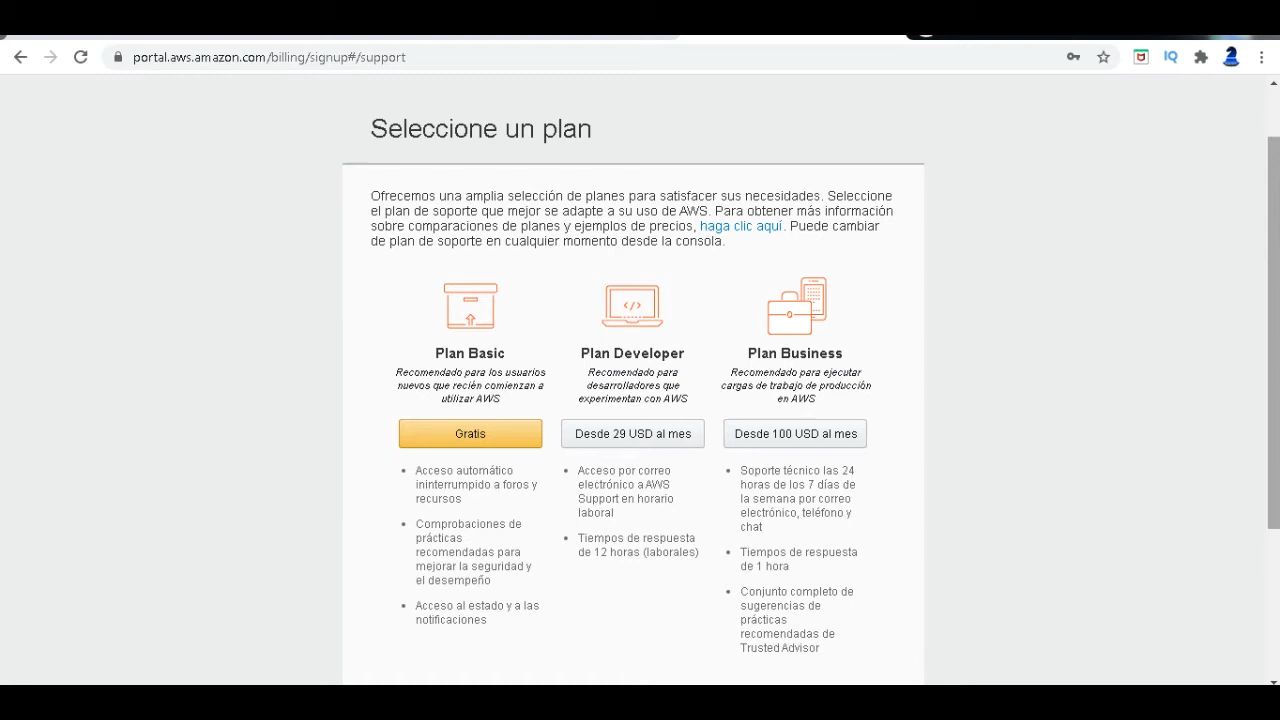 portal.aws.amazon.com/billing/signup#/support
IQ
Seleccione un plan
Ofrecemos una amplia selección de planes para satisfacer sus necesidades. Seleccione
el plan de soporte que mejor se adapte a su uso de AWS. Para obtener más información
sobre comparaciones de planes y ejemplos de precios, haga clic aquí. Puede cambiar
de plan de soporte en cualquier momento desde la consola.
</>
Plan Basic
Recomendado para los usuarios
nuevos que recién comienzan a
utilizar AWS
Gratis
Acceso automático
ininterrumpido a foros y
recursos
Comprobaciones de
prácticas
recomendadas para
mejorar la seguridad y
el desempeño
Acceso al estado y a las
notificaciones
Plan Developer
Recomendado para
desarrolladores que
experimentan con AWS
Desde 29 USD al mes
Acceso por correo
electrónico a AWS
Support en horario
laboral
Tiempos de respuesta
de 12 horas (laborales)
Plan Business
Recomendado para ejecutar
cargas de trabajo de producción
en AWS
Desde 100 USD al mes
Soporte técnico las 24
horas de los 7 días de
la semana por correo
electrónico, teléfono y
chat
Tiempos de respuesta
de 1 hora
Conjunto completo de
sugerencias de
prácticas
recomendadas de
Trusted Advisor